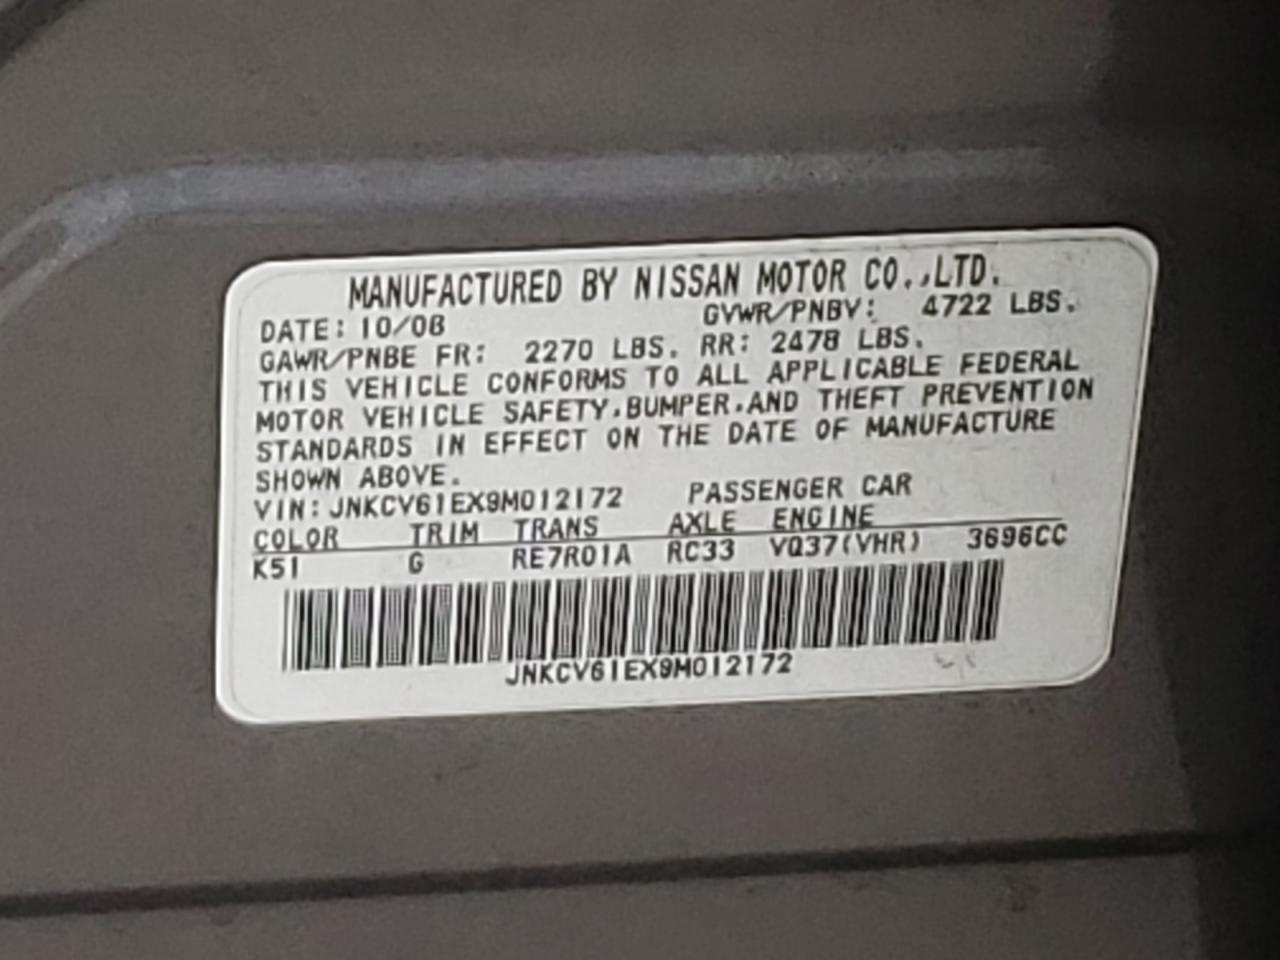 MANUFACTURED BY NISSAN MOTOR CO.,LTD.
DATE: 10/08 GVWR/PNBV: 4722 LBS.
GAWR/PNBE FR: 2270 LBS. RR: 2478 LBS.
THIS VEHICLE CONFORMS TO ALL APPLICABLE FEDERAL
MOTOR VEHICLE SAFETY,BUMPER,AND THEFT PREVENTION
STANDARDS IN EFFECT ON THE DATE OF MANUFACTURE
SHOWN ABOVE.
VIN: JNKCV61EX9M012172 PASSENGER CAR
COLOR TRIM TRANS AXLE ENGINE
K51 G RE7R01A RC33 VQ37(VHR) 3696CC
JNKCV61EX9M012172